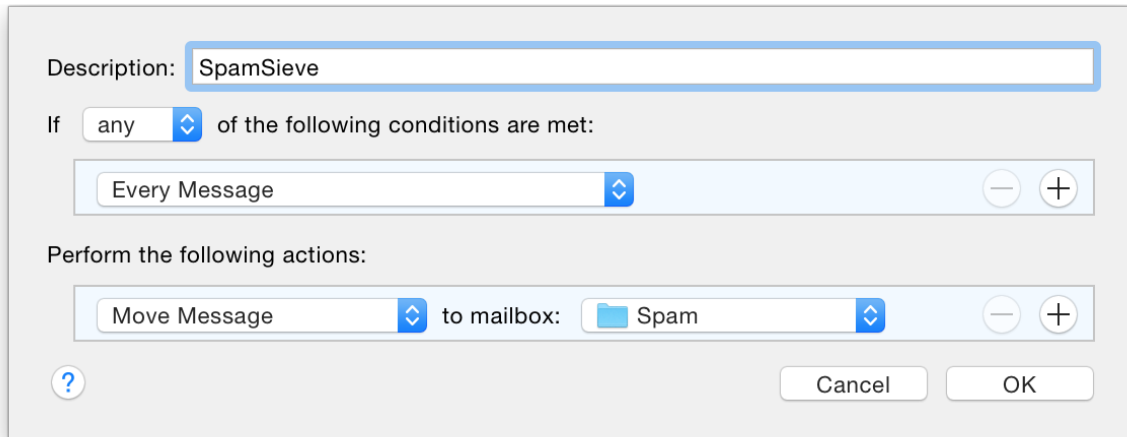 Description: SpamSieve
If any of the following conditions are met:
Every Message
Perform the following actions:
Move Message to mailbox: Spam
? Cancel OK